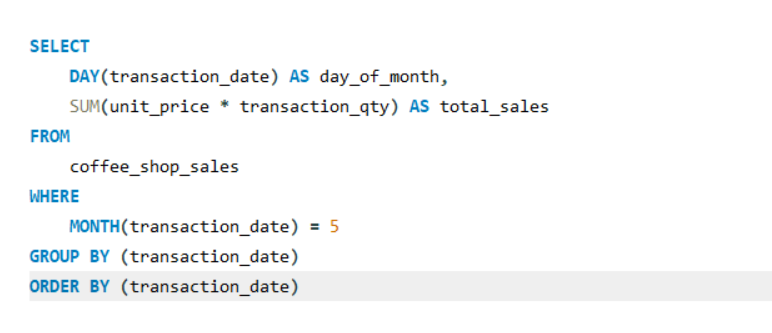 SELECT
DAY(transaction_date) AS day_of_month,
SUM(unit_price * transaction_qty) AS total_sales
FROM
coffee_shop_sales
WHERE
MONTH(transaction_date) = 5
GROUP BY (transaction_date)
ORDER BY (transaction_date)